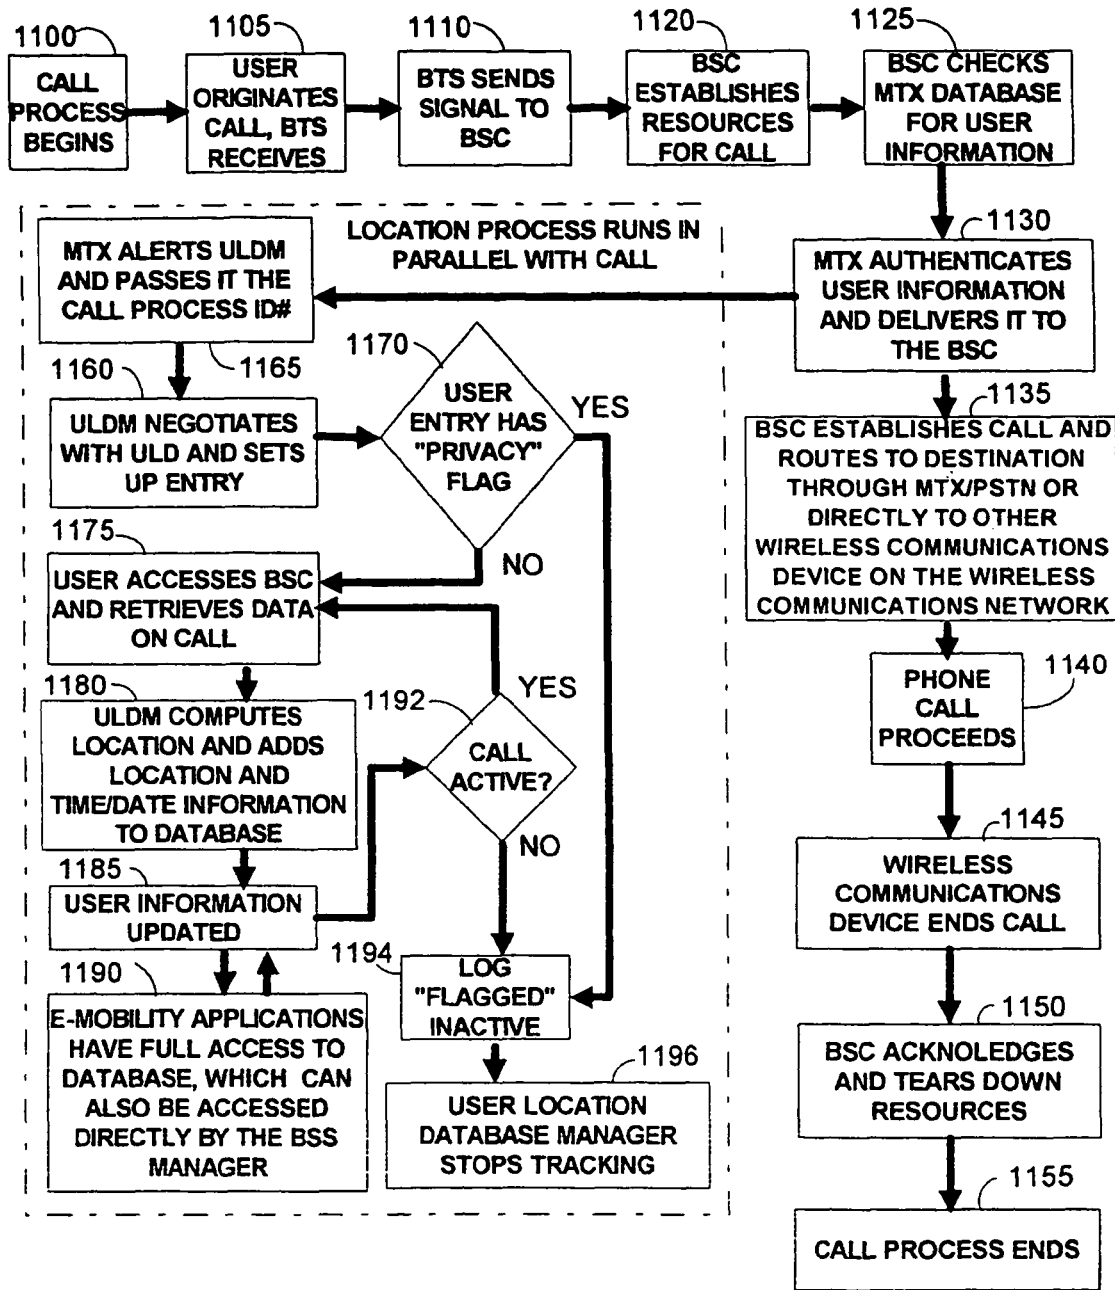 1100
CALL
PROCESS
BEGINS
1105
USER
ORIGINATES
CALL, BTS
RECEIVES
1110
BTS SENDS
SIGNAL TO
BSC
1120
BSC
ESTABLISHES
RESOURCES
FOR CALL
1125
BSC CHECKS
MTX DATABASE
FOR USER
INFORMATION
1130
MTX AUTHENTICATES
USER INFORMATION
AND DELIVERS IT TO
THE BSC
LOCATION PROCESS RUNS IN
PARALLEL WITH CALL
MTX ALERTS ULDM
AND PASSES IT THE
CALL PROCESS ID#
1165
1160
ULDM NEGOTIATES
WITH ULD AND SETS
UP ENTRY
1170
USER
ENTRY HAS
"PRIVACY"
FLAG
YES
NO
1175
USER ACCESSES BSC
AND RETRIEVES DATA
ON CALL
1180
ULDM COMPUTES
LOCATION AND ADDS
LOCATION AND
TIME/DATE INFORMATION
TO DATABASE
1185
USER INFORMATION
UPDATED
1190
E-MOBILITY APPLICATIONS
HAVE FULL ACCESS TO
DATABASE, WHICH CAN
ALSO BE ACCESSED
DIRECTLY BY THE BSS
MANAGER
1192
CALL
ACTIVE?
YES
NO
1194
LOG
"FLAGGED"
INACTIVE
1196
USER LOCATION
DATABASE MANAGER
STOPS TRACKING
1135
BSC ESTABLISHES CALL AND
ROUTES TO DESTINATION
THROUGH MTX/PSTN OR
DIRECTLY TO OTHER
WIRELESS COMMUNICATIONS
DEVICE ON THE WIRELESS
COMMUNICATIONS NETWORK
1140
PHONE
CALL
PROCEEDS
1145
WIRELESS
COMMUNICATIONS
DEVICE ENDS CALL
1150
BSC ACKNOLEDGES
AND TEARS DOWN
RESOURCES
1155
CALL PROCESS ENDS